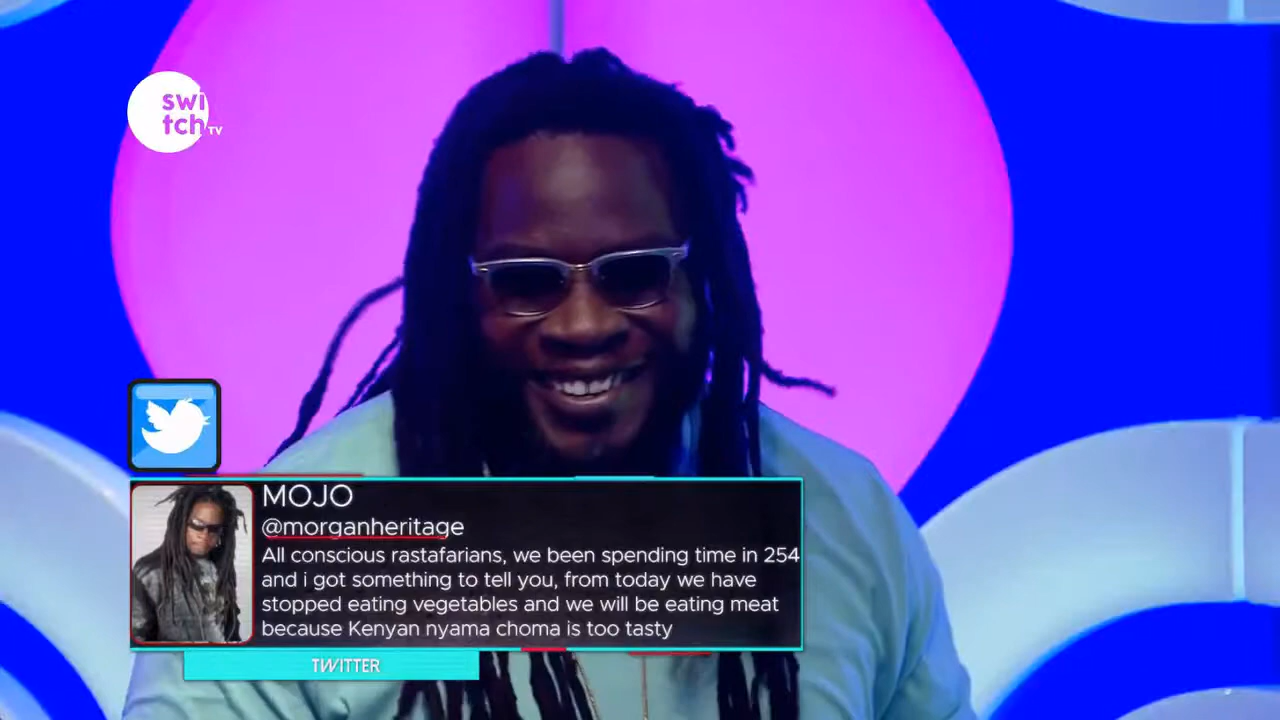 swi
tch TV
MOJO
@morganheritage
All conscious rastafarians, we been spending time in 254
and i got something to tell you, from today we have
stopped eating vegetables and we will be eating meat
because Kenyan nyama choma is too tasty
TWITTER